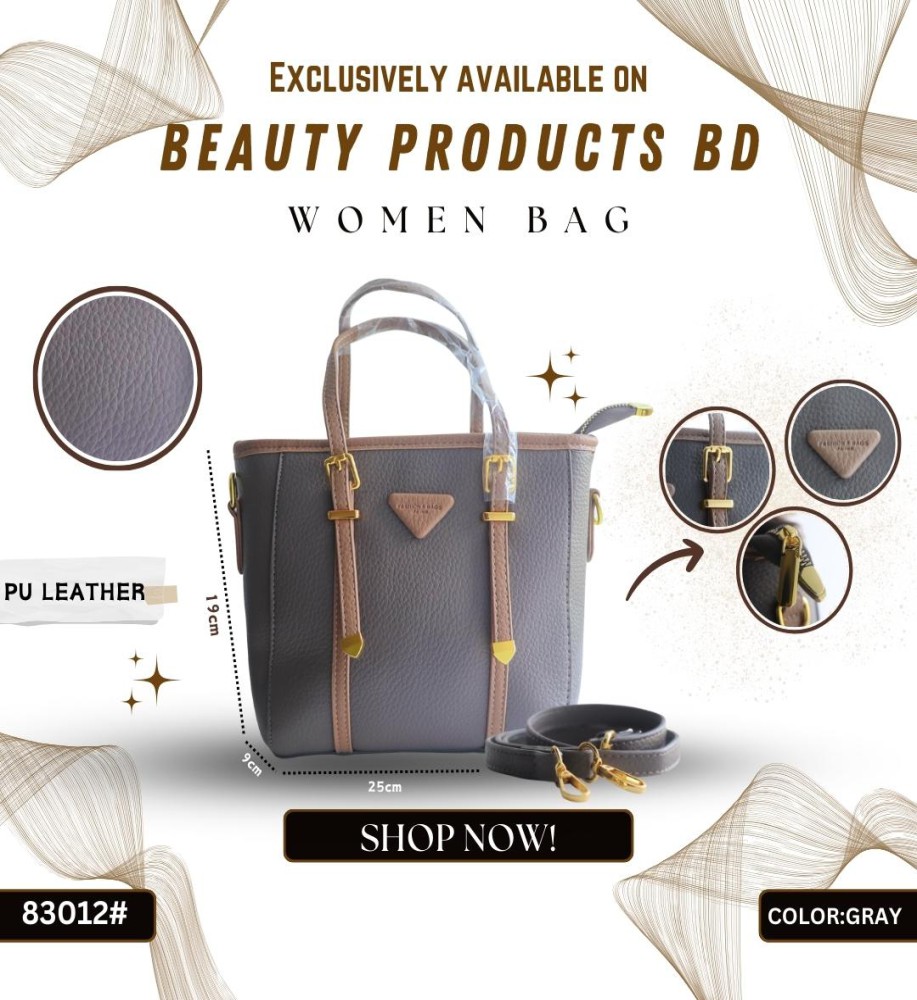 EXCLUSIVELY AVAILABLE ON
BEAUTY PRODUCTS BD
WOMEN BAG
PU LEATHER
19cm
9cm
25cm
SHOP NOW!
83012#
COLOR:GRAY